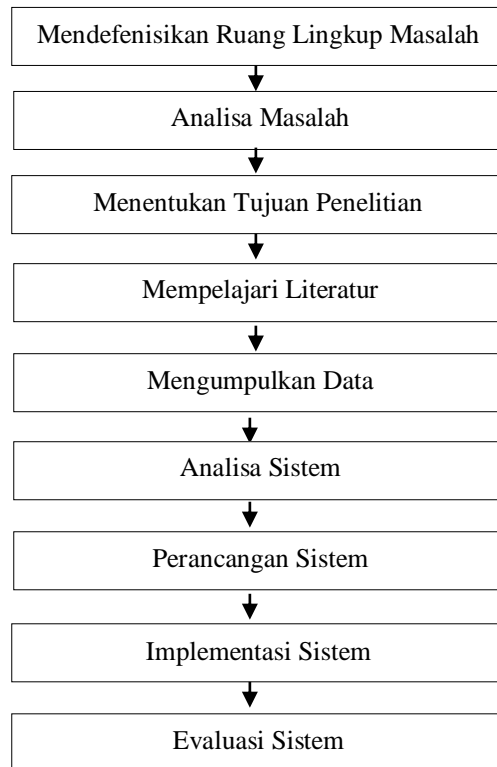 Mendefenisikan Ruang Lingkup Masalah
Analisa Masalah
Menentukan Tujuan Penelitian
Mempelajari Literatur
Mengumpulkan Data
Analisa Sistem
Perancangan Sistem
Implementasi Sistem
Evaluasi Sistem